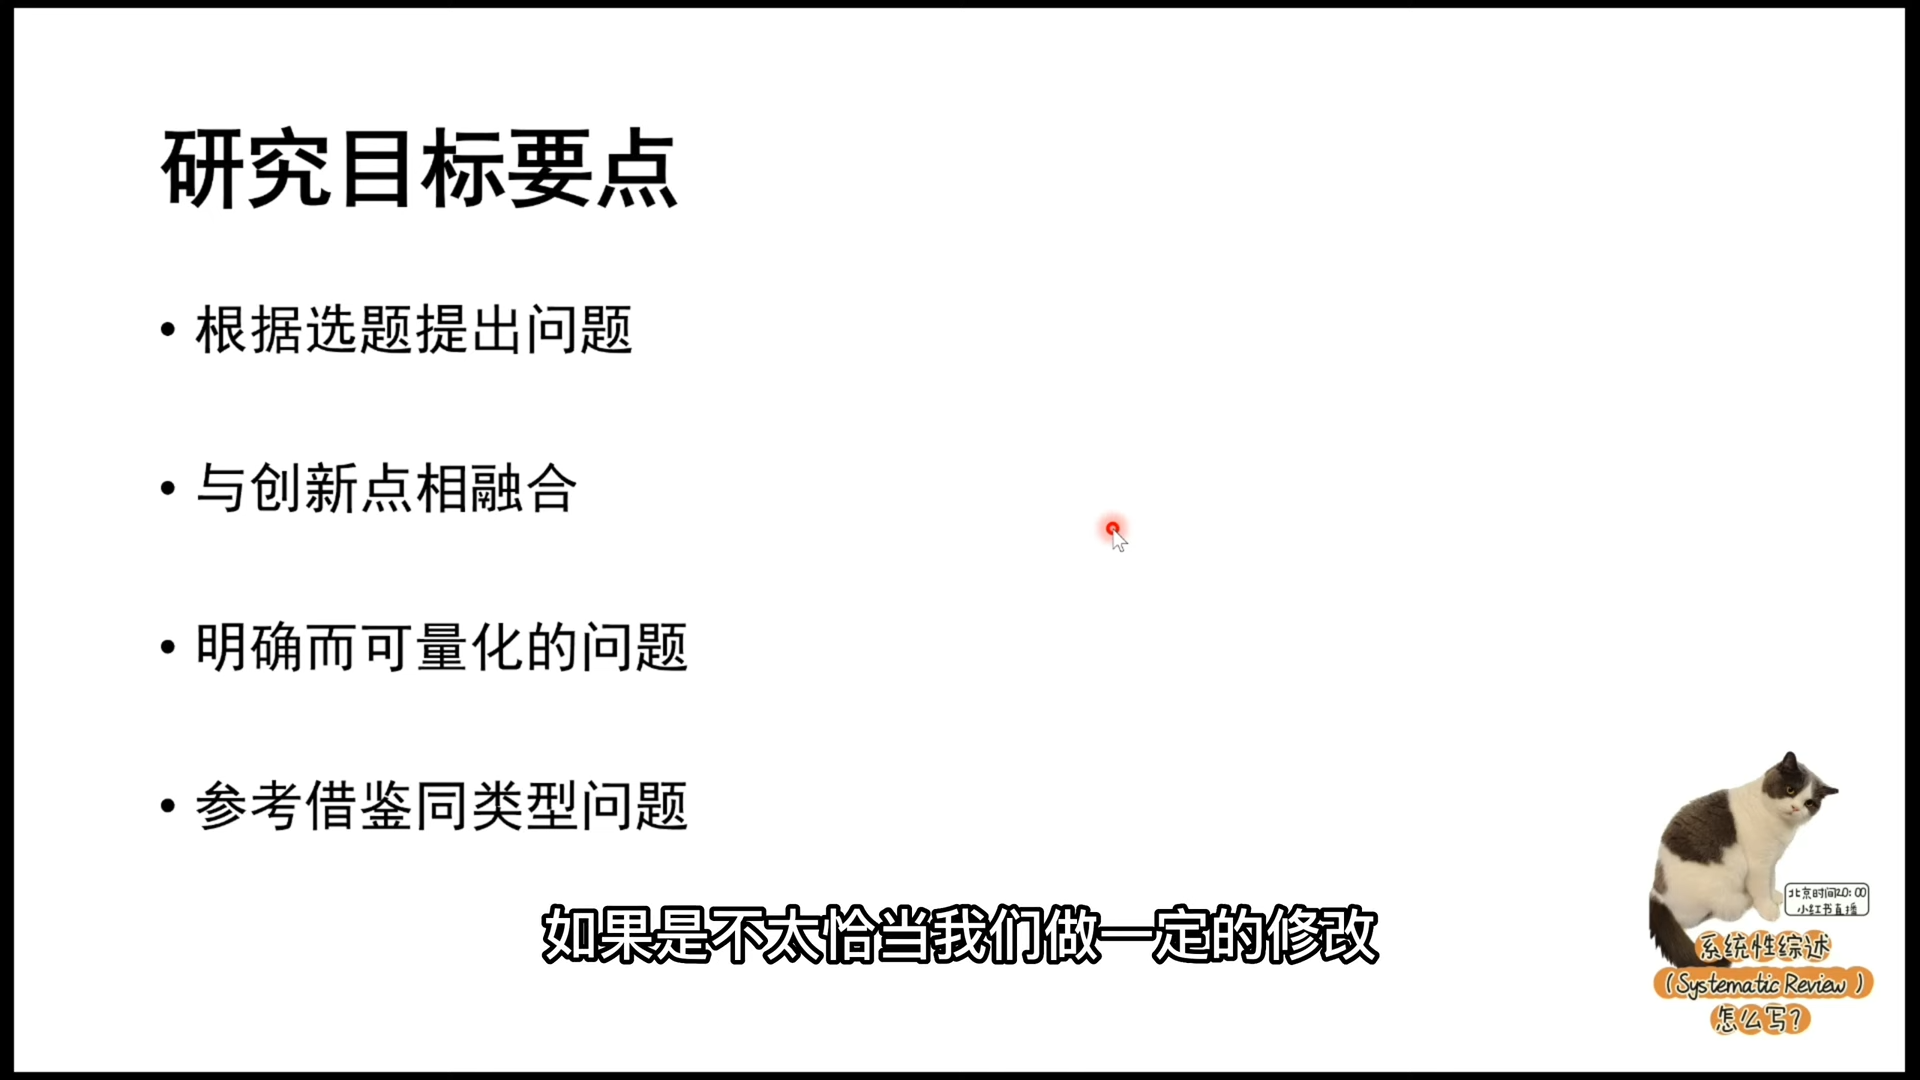 研究目标要点
• 根据选题提出问题
• 与创新点相融合
• 明确而可量化的问题
• 参考借鉴同类型问题
如果是不太恰当我们做一定的修改
北京时间20:00
小红书直播
系统性综述
(Systematic Review)
怎么写?